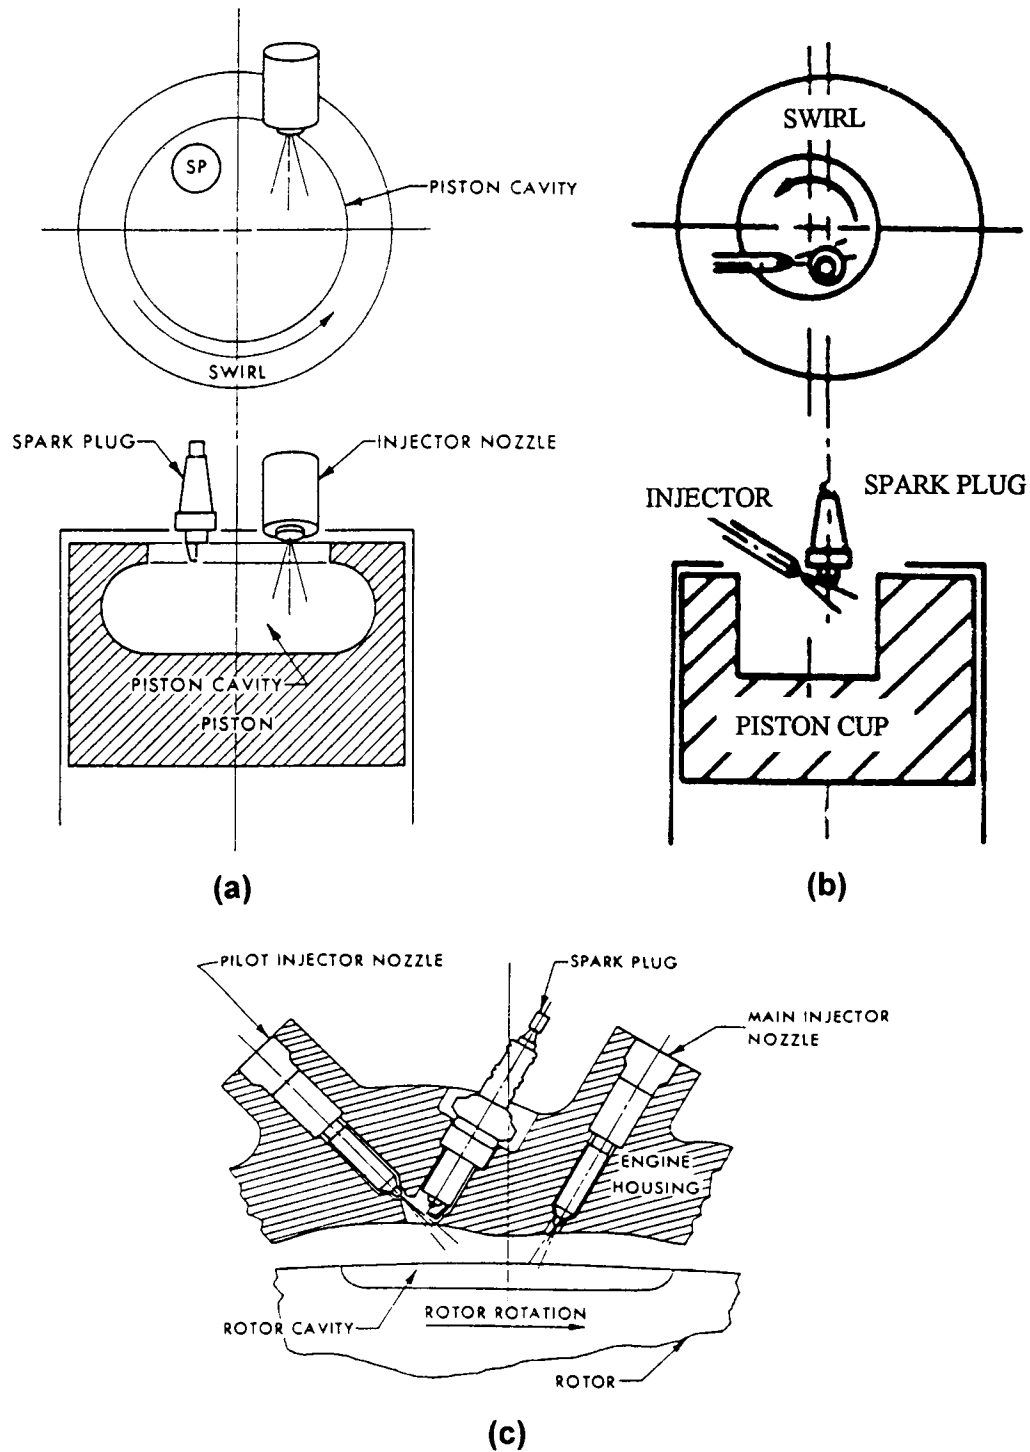 SP
PISTON CAVITY
SWIRL
SPARK PLUG
INJECTOR NOZZLE
PISTON CAVITY
PISTON
(a)
SWIRL
INJECTOR
SPARK PLUG
PISTON CUP
(b)
PILOT INJECTOR NOZZLE
SPARK PLUG
MAIN INJECTOR
NOZZLE
ENGINE
HOUSING
ROTOR CAVITY
ROTOR ROTATION
ROTOR
(c)